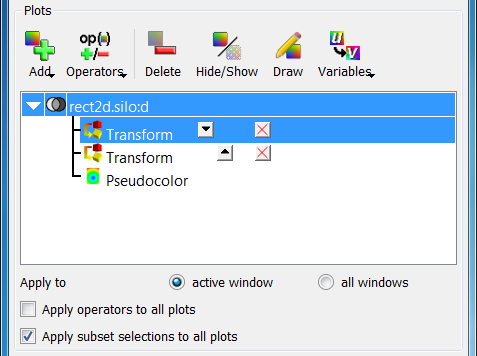 Plots
op() +/-
u v
Add Operators Delete Hide/Show Draw Variables
rect2d.silo:d
Transform
Transform
Pseudocolor
Apply to active window all windows
Apply operators to all plots
Apply subset selections to all plots